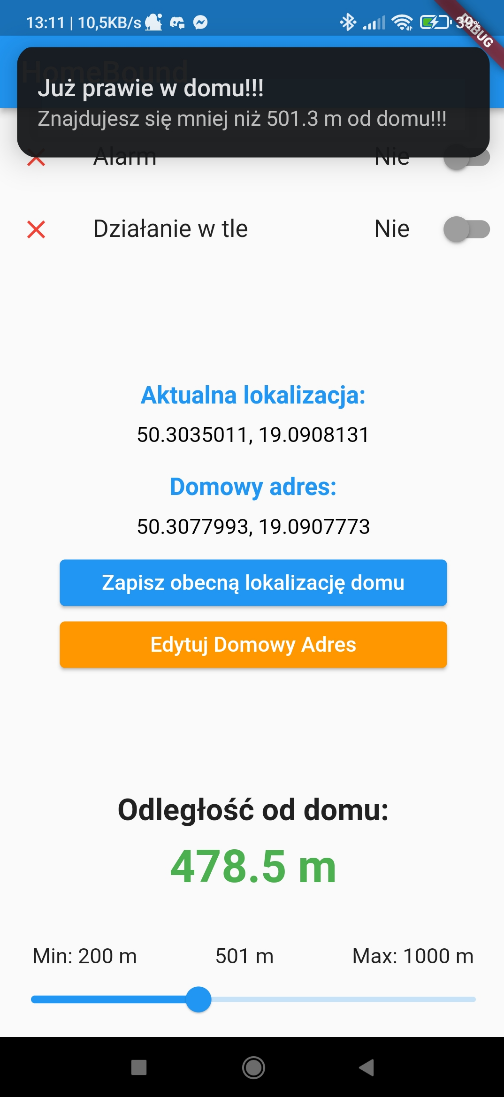 13:11 | 10,5KB/s
DEBUG
HomeBound
Już prawie w domu!!!
Znajdujesz się mniej niż 501.3 m od domu!!!
Alarm Nie
Działanie w tle Nie
Aktualna lokalizacja:
50.3035011, 19.0908131
Domowy adres:
50.3077993, 19.0907773
Zapisz obecną lokalizację domu
Edytuj Domowy Adres
Odległość od domu:
478.5 m
Min: 200 m 501 m Max: 1000 m